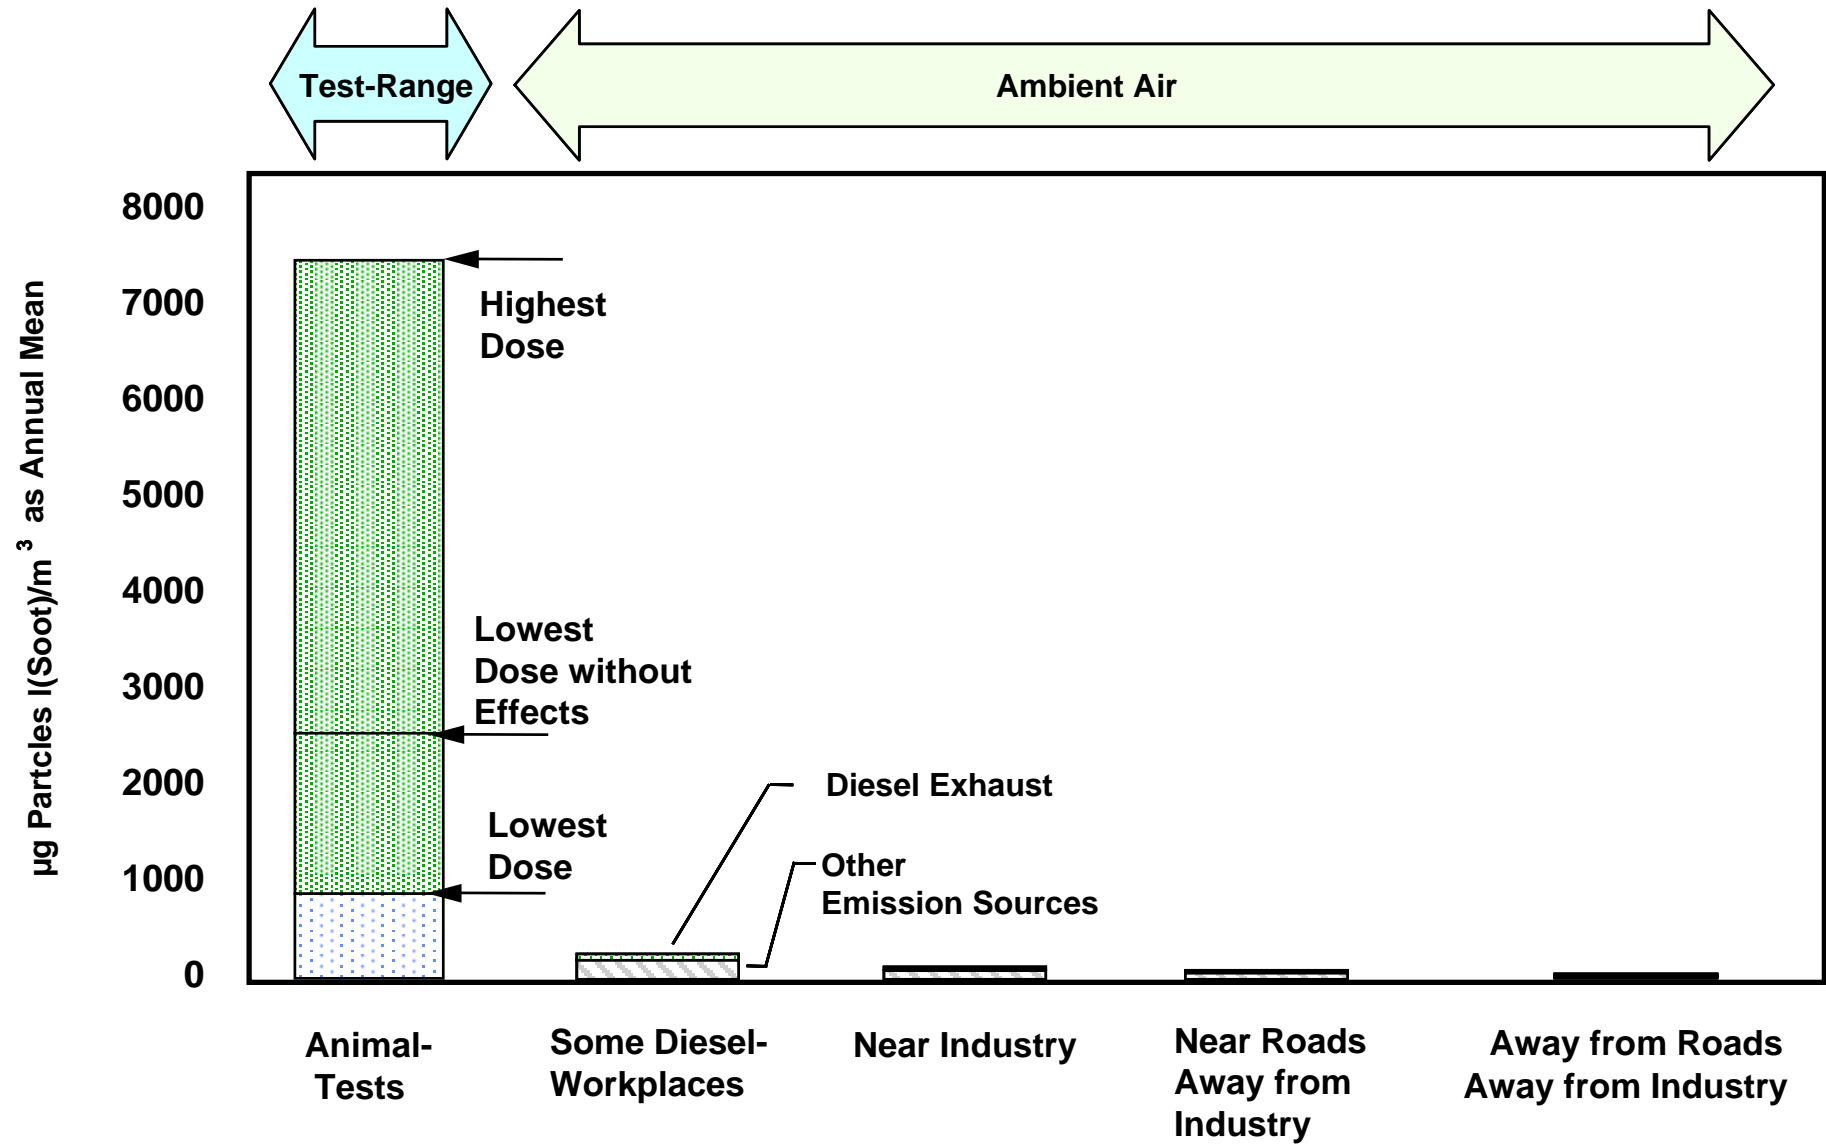 Test-Range
Ambient Air
8000
7000
6000
5000
4000
3000
2000
1000
0
µg Partcles I(Soot)/m 3 as Annual Mean
Highest
Dose
Lowest
Dose without
Effects
Lowest
Dose
Diesel Exhaust
Other
Emission Sources
Animal-
Tests
Some Diesel-
Workplaces
Near Industry
Near Roads
Away from
Industry
Away from Roads
Away from Industry